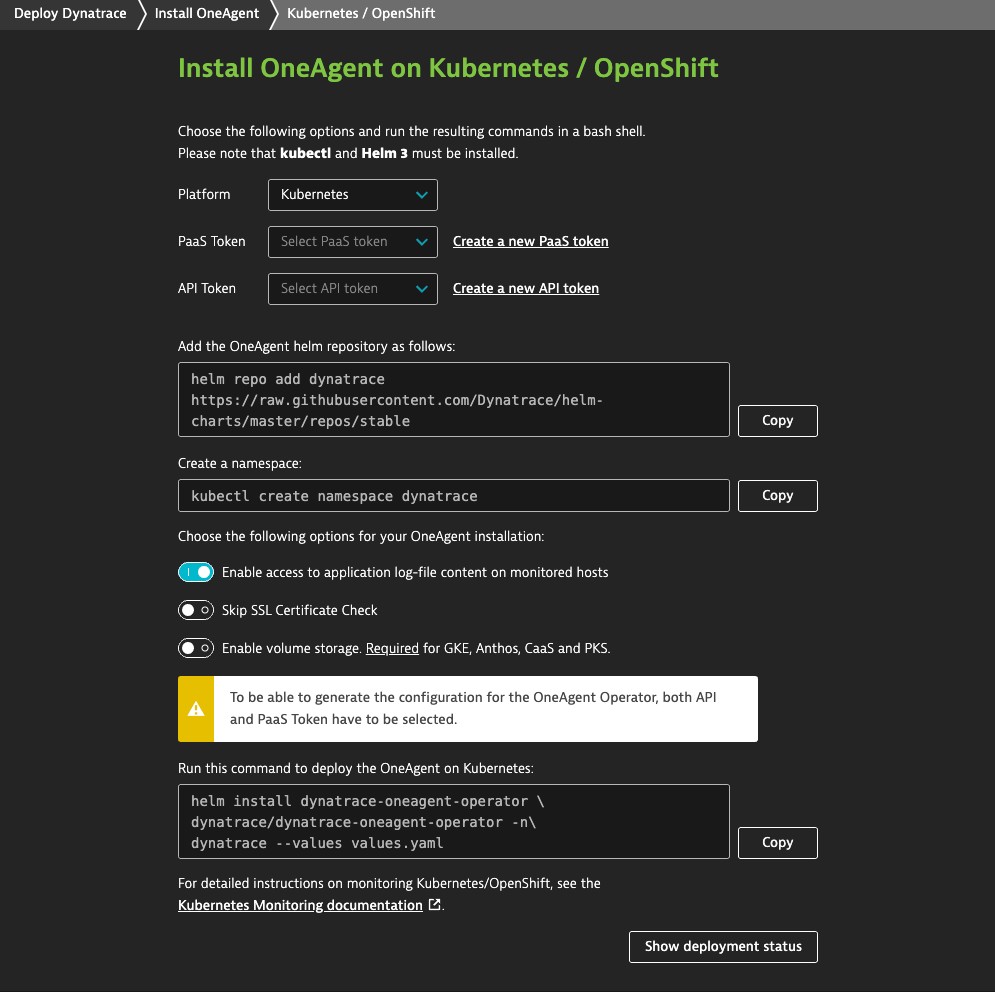 Deploy Dynatrace
Install OneAgent
Kubernetes / OpenShift
Install OneAgent on Kubernetes / OpenShift
Choose the following options and run the resulting commands in a bash shell.
Please note that kubectl and Helm 3 must be installed.
Platform
Kubernetes
PaaS Token
Select PaaS token
Create a new PaaS token
API Token
Select API token
Create a new API token
Add the OneAgent helm repository as follows:
helm repo add dynatrace
https://raw.githubusercontent.com/Dynatrace/helm-
charts/master/repos/stable
Copy
Create a namespace:
kubectl create namespace dynatrace
Copy
Choose the following options for your OneAgent installation:
Enable access to application log-file content on monitored hosts
Skip SSL Certificate Check
Enable volume storage. Required for GKE, Anthos, CaaS and PKS.
To be able to generate the configuration for the OneAgent Operator, both API
and PaaS Token have to be selected.
Run this command to deploy the OneAgent on Kubernetes:
helm install dynatrace-oneagent-operator \
dynatrace/dynatrace-oneagent-operator -n\
dynatrace --values values.yaml
Copy
For detailed instructions on monitoring Kubernetes/OpenShift, see the
Kubernetes Monitoring documentation.
Show deployment status